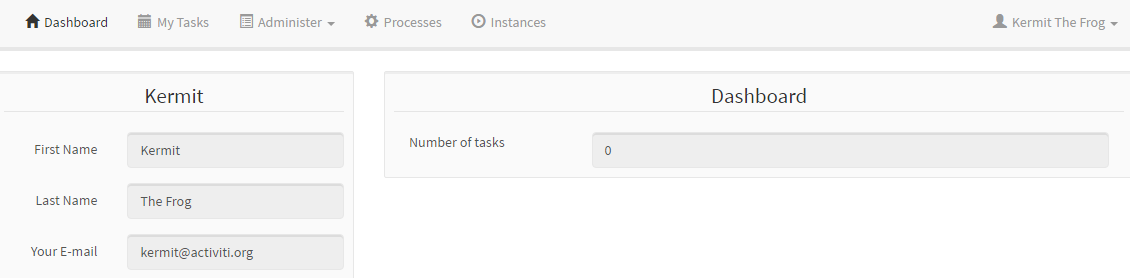 Dashboard My Tasks Administer Processes Instances Kermit The Frog
Kermit
First Name Kermit
Last Name The Frog
Your E-mail kermit@activiti.org
Dashboard
Number of tasks 0